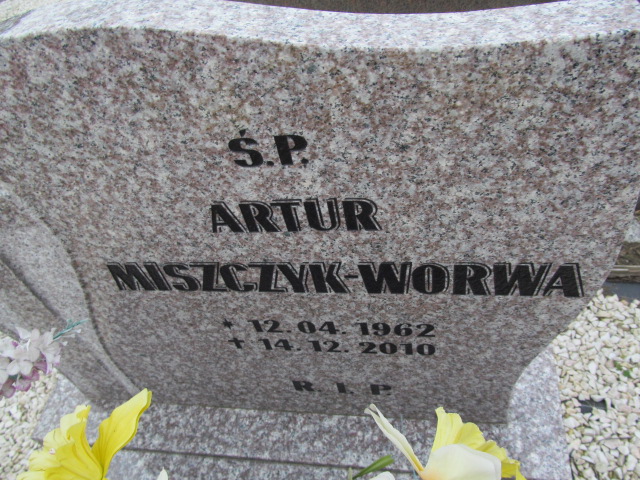 Ś.P.
ARTUR
MISZCZYK-WORWA
* 12.04.1962
✝ 14.12.2010
R.I.P.